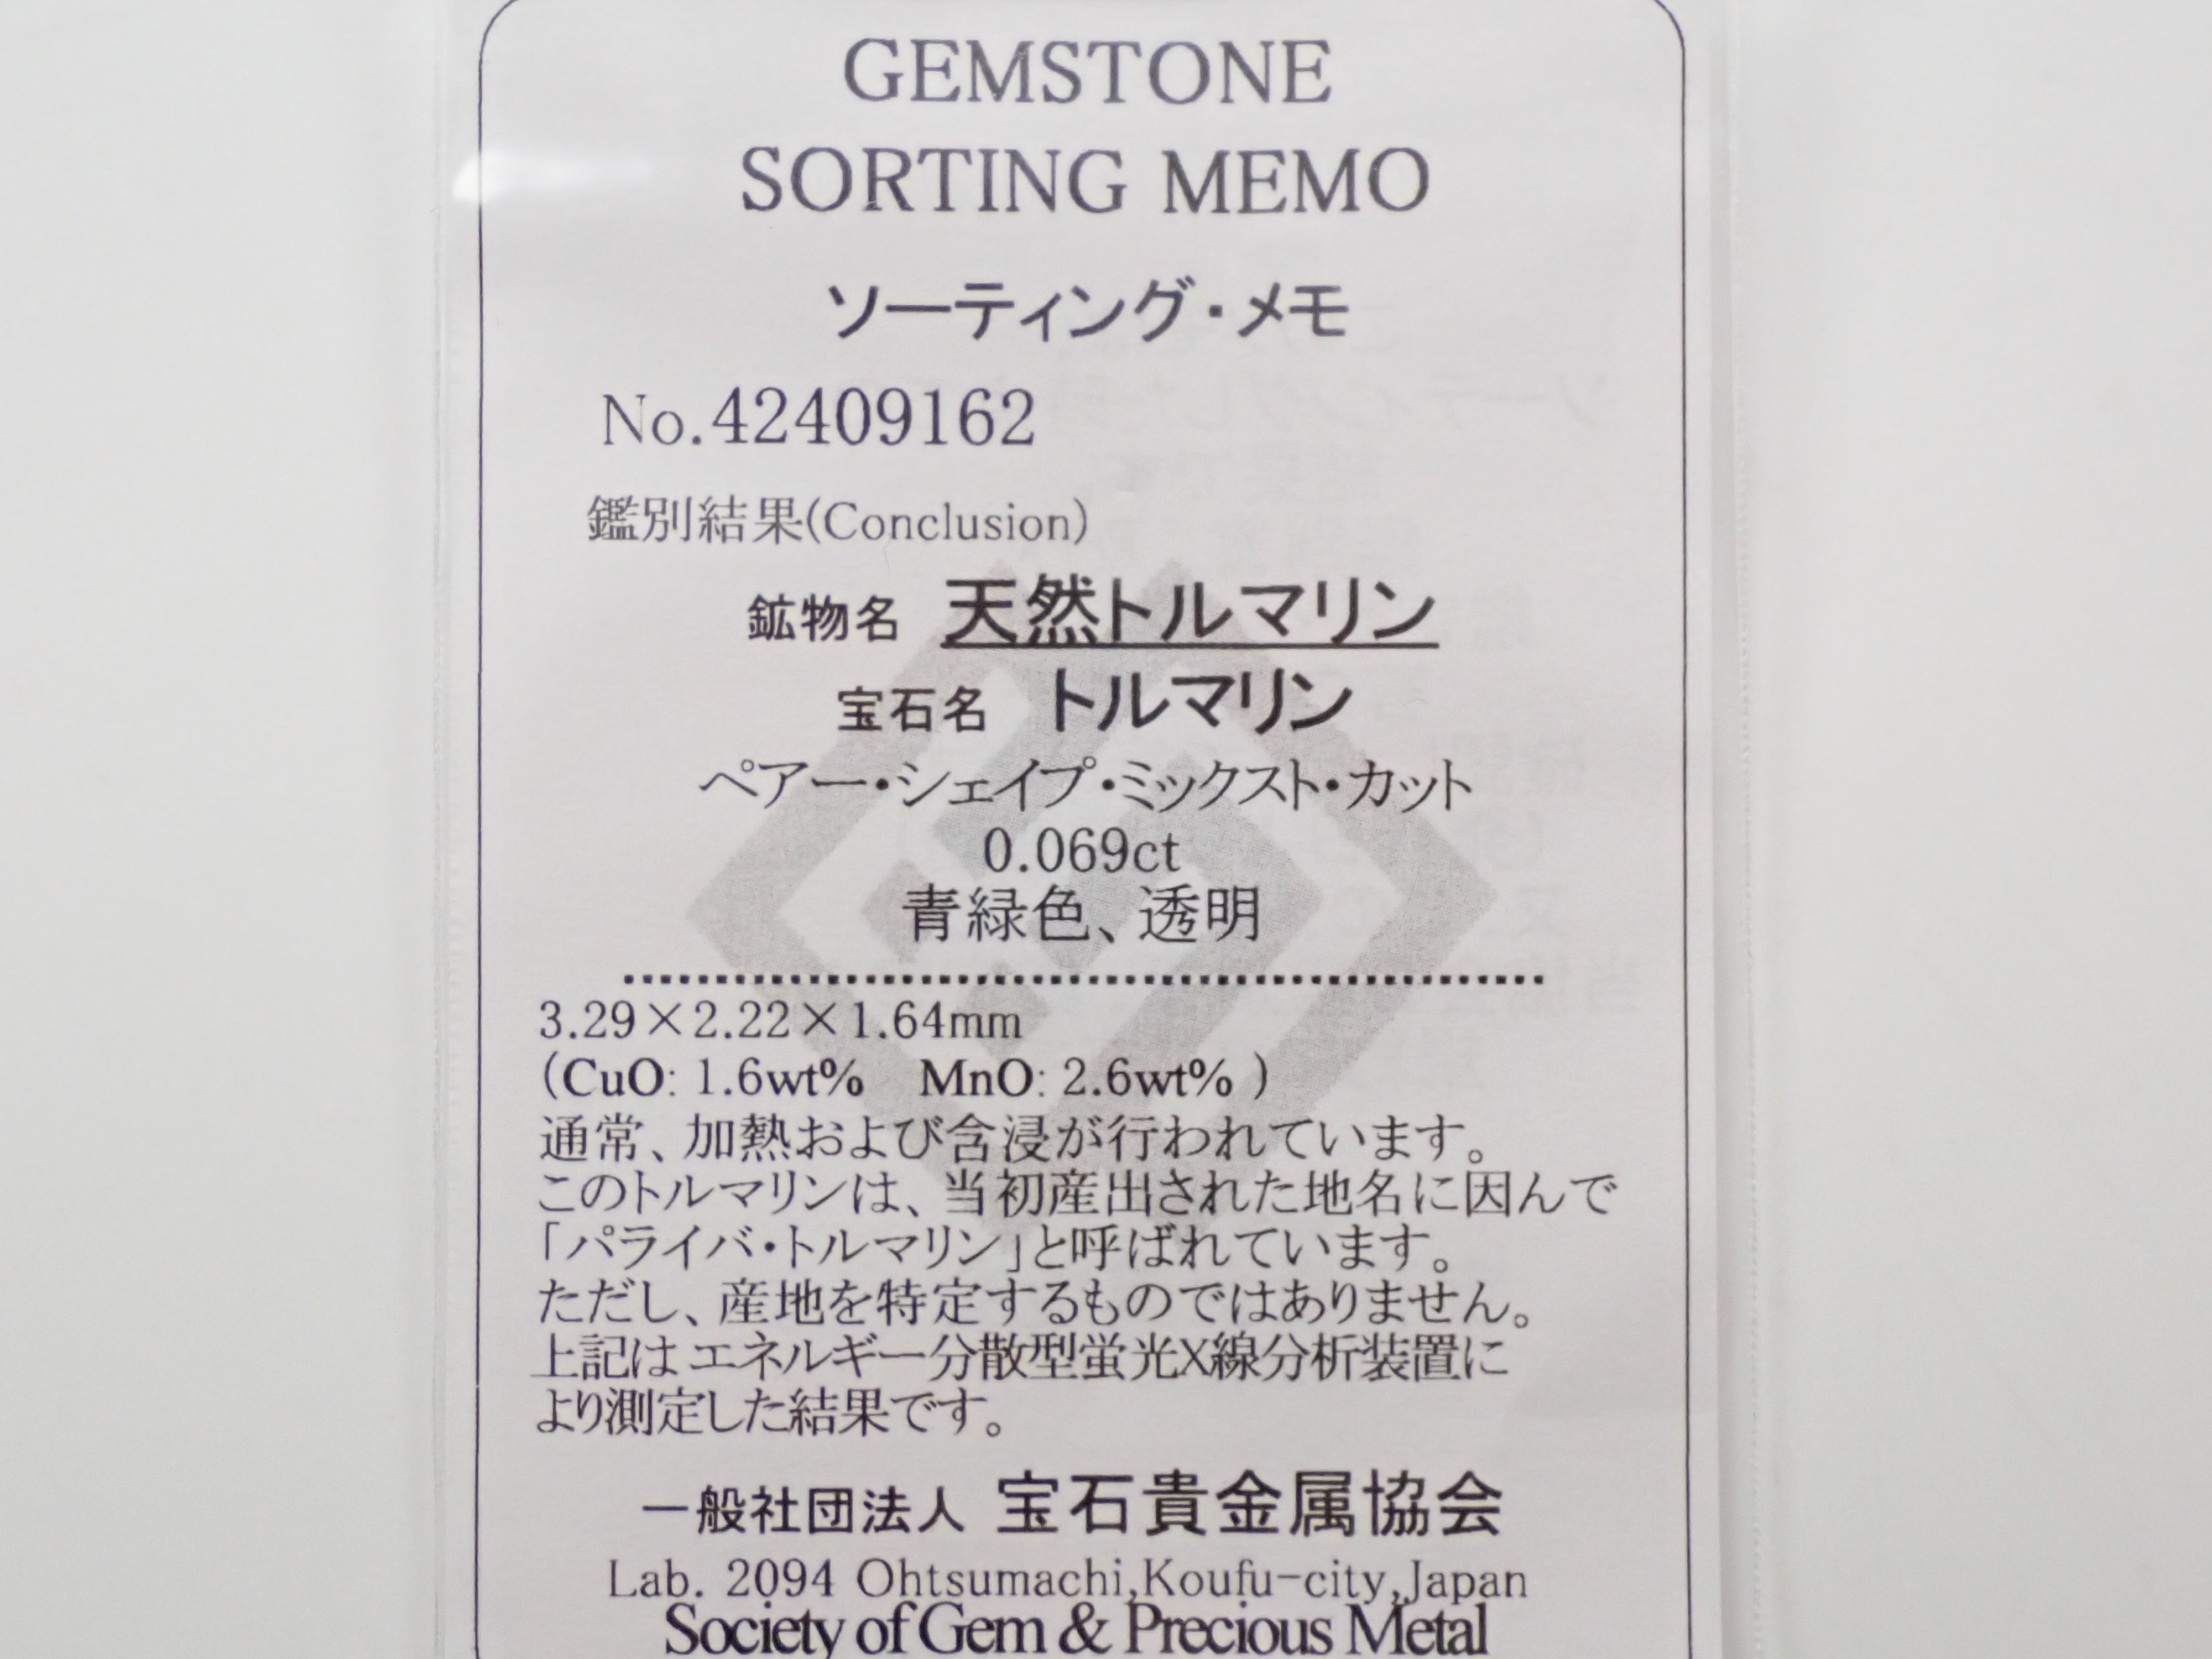 GEMSTONE
SORTING MEMO
ソーティング・メモ
No.42409162
鑑別結果(Conclusion)
鉱物名 天然トルマリン
宝石名 トルマリン
ペアー・シェイプ・ミックスト・カット
0.069ct
青緑色、透明
3.29×2.22×1.64mm
(CuO: 1.6wt% MnO: 2.6wt% )
通常、加熱および含浸が行われています。
このトルマリンは、当初産出された地名に因んで
「パライバ・トルマリン」と呼ばれています。
ただし、産地を特定するものではありません。
上記はエネルギー分散型蛍光X線分析装置に
より測定した結果です。
一般社団法人 宝石貴金属協会
Lab. 2094 Ohtsumachi,Koufu-city,Japan
Society of Gem & Precious Metal